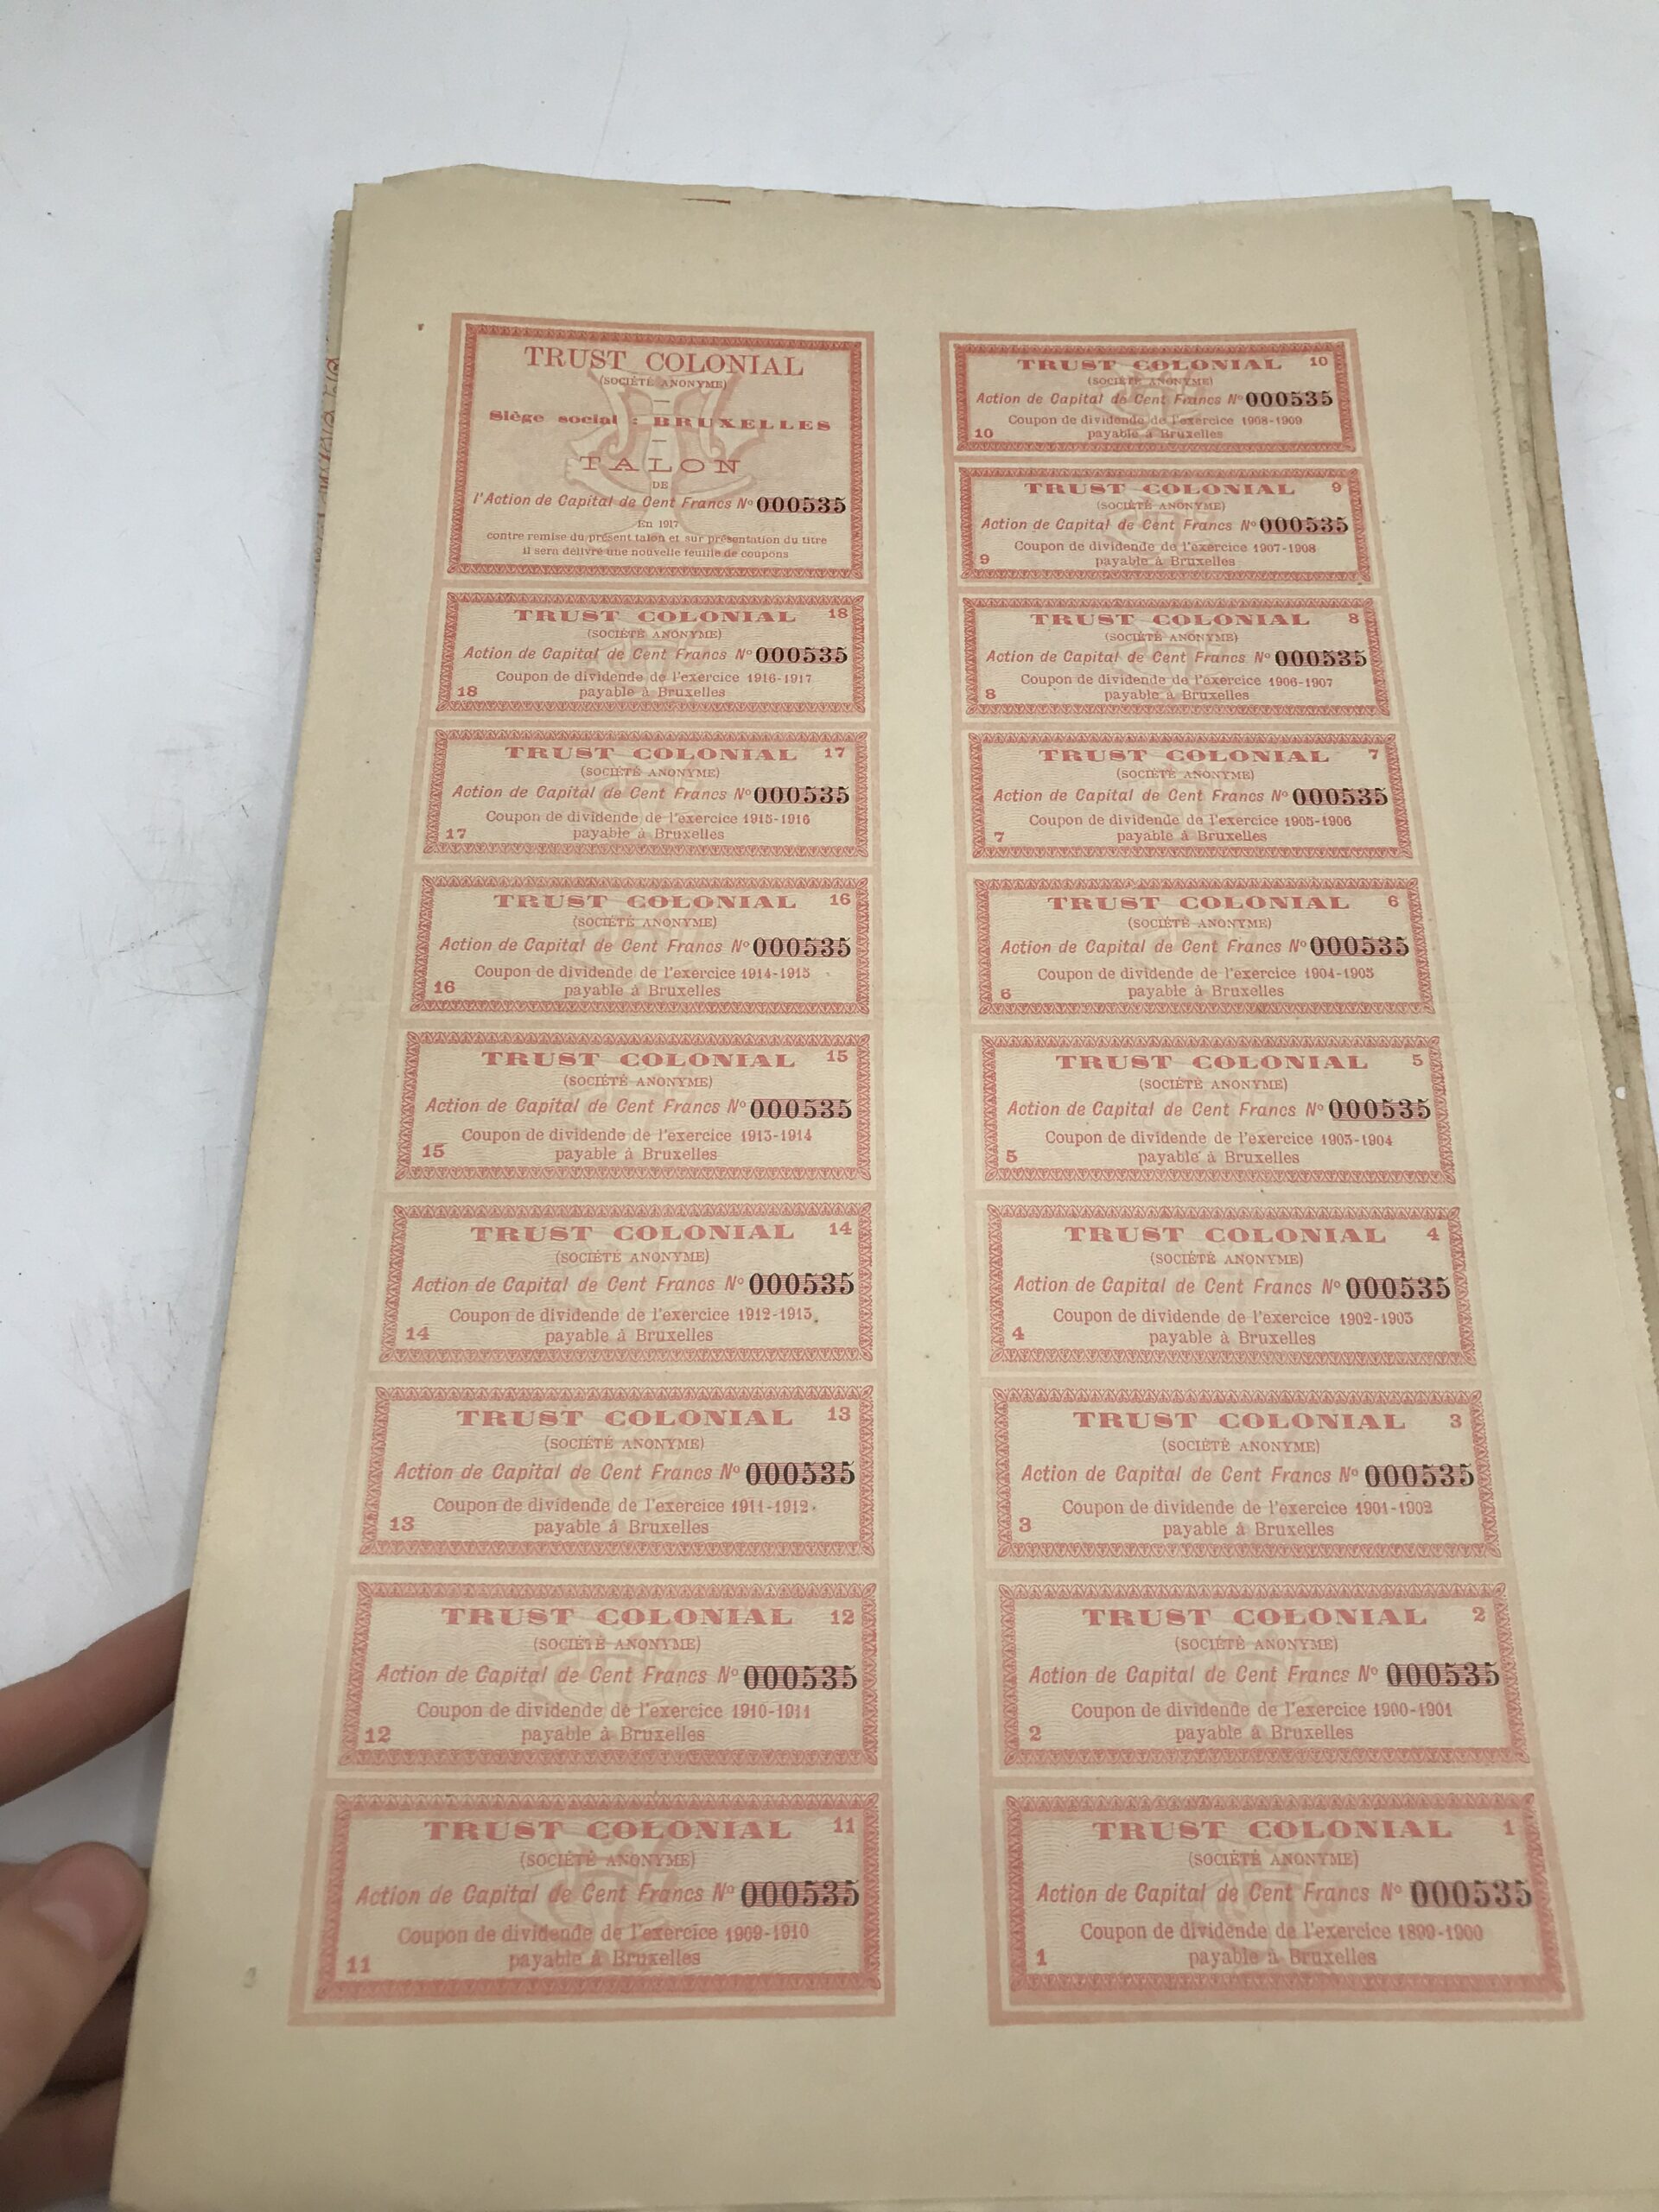 TRUST COLONIAL
(SOCIÉTÉ ANONYME)
Siège social : BRUXELLES
TALON
DE
l'Action de Capital de Cent Francs No 000535
En 1917
contre remise du présent talon et sur présentation du titre
il sera délivré une nouvelle feuille de coupons
TRUST COLONIAL 18
(SOCIÉTÉ ANONYME)
Action de Capital de Cent Francs No 000535
Coupon de dividende de l'exercice 1916-1917
18 payable à Bruxelles
TRUST COLONIAL 17
(SOCIÉTÉ ANONYME)
Action de Capital de Cent Francs No 000535
Coupon de dividende de l'exercice 1915-1916
17 payable à Bruxelles
TRUST COLONIAL 16
(SOCIÉTÉ ANONYME)
Action de Capital de Cent Francs No 000535
Coupon de dividende de l'exercice 1914-1915
16 payable à Bruxelles
TRUST COLONIAL 15
(SOCIÉTÉ ANONYME)
Action de Capital de Cent Francs No 000535
Coupon de dividende de l'exercice 1913-1914
15 payable à Bruxelles
TRUST COLONIAL 14
(SOCIÉTÉ ANONYME)
Action de Capital de Cent Francs No 000535
Coupon de dividende de l'exercice 1912-1913
14 payable à Bruxelles
TRUST COLONIAL 13
(SOCIÉTÉ ANONYME)
Action de Capital de Cent Francs No 000535
Coupon de dividende de l'exercice 1911-1912
13 payable à Bruxelles
TRUST COLONIAL 12
(SOCIÉTÉ ANONYME)
Action de Capital de Cent Francs No 000535
Coupon de dividende de l'exercice 1910-1911
12 payable à Bruxelles
TRUST COLONIAL 11
(SOCIÉTÉ ANONYME)
Action de Capital de Cent Francs No 000535
Coupon de dividende de l'exercice 1909-1910
11 payable à Bruxelles
TRUST COLONIAL 10
(SOCIÉTÉ ANONYME)
Action de Capital de Cent Francs No 000535
Coupon de dividende de l'exercice 1908-1909
10 payable à Bruxelles
TRUST COLONIAL 9
(SOCIÉTÉ ANONYME)
Action de Capital de Cent Francs No 000535
Coupon de dividende de l'exercice 1907-1908
9 payable à Bruxelles
TRUST COLONIAL 8
(SOCIÉTÉ ANONYME)
Action de Capital de Cent Francs No 000535
Coupon de dividende de l'exercice 1906-1907
8 payable à Bruxelles
TRUST COLONIAL 7
(SOCIÉTÉ ANONYME)
Action de Capital de Cent Francs No 000535
Coupon de dividende de l'exercice 1905-1906
7 payable à Bruxelles
TRUST COLONIAL 6
(SOCIÉTÉ ANONYME)
Action de Capital de Cent Francs No 000535
Coupon de dividende de l'exercice 1904-1905
6 payable à Bruxelles
TRUST COLONIAL 5
(SOCIÉTÉ ANONYME)
Action de Capital de Cent Francs No 000535
Coupon de dividende de l'exercice 1903-1904
5 payable à Bruxelles
TRUST COLONIAL 4
(SOCIÉTÉ ANONYME)
Action de Capital de Cent Francs No 000535
Coupon de dividende de l'exercice 1902-1903
4 payable à Bruxelles
TRUST COLONIAL 3
(SOCIÉTÉ ANONYME)
Action de Capital de Cent Francs No 000535
Coupon de dividende de l'exercice 1901-1902
3 payable à Bruxelles
TRUST COLONIAL 2
(SOCIÉTÉ ANONYME)
Action de Capital de Cent Francs No 000535
Coupon de dividende de l'exercice 1900-1901
2 payable à Bruxelles
TRUST COLONIAL 1
(SOCIÉTÉ ANONYME)
Action de Capital de Cent Francs No 000535
Coupon de dividende de l'exercice 1899-1900
1 payable à Bruxelles